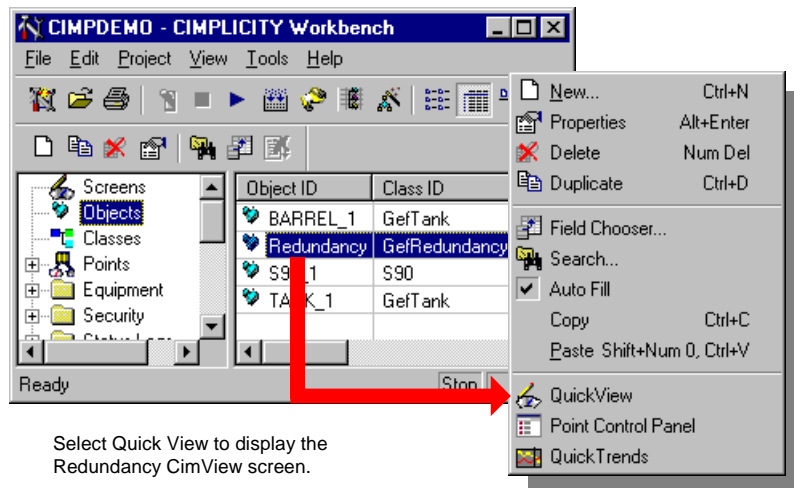 CIMPDEMO - CIMPLICITY Workbench
File Edit Project View Tools Help
Screens
Objects
Classes
Points
Equipment
Security
Object ID Class ID
BARREL_1 GefTank
Redundancy GefRedundancy
S90
TANK_1 GefTank
Ready
Stop
New... Ctrl+N
Properties Alt+Enter
Delete Num Del
Duplicate Ctrl+D
Field Chooser...
Search...
Auto Fill
Copy Ctrl+C
Paste Shift+Num 0, Ctrl+V
QuickView
Point Control Panel
QuickTrends
Select Quick View to display the
Redundancy CimView screen.